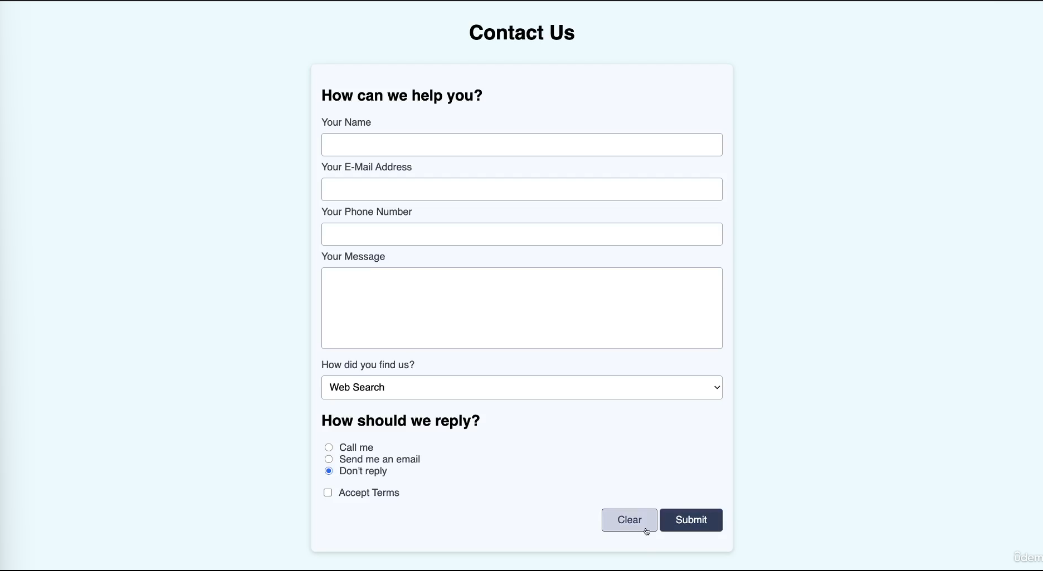 Contact Us
How can we help you?
Your Name
Your E-Mail Address
Your Phone Number
Your Message
How did you find us?
Web Search
How should we reply?
Call me
Send me an email
Don't reply
Accept Terms
Clear Submit